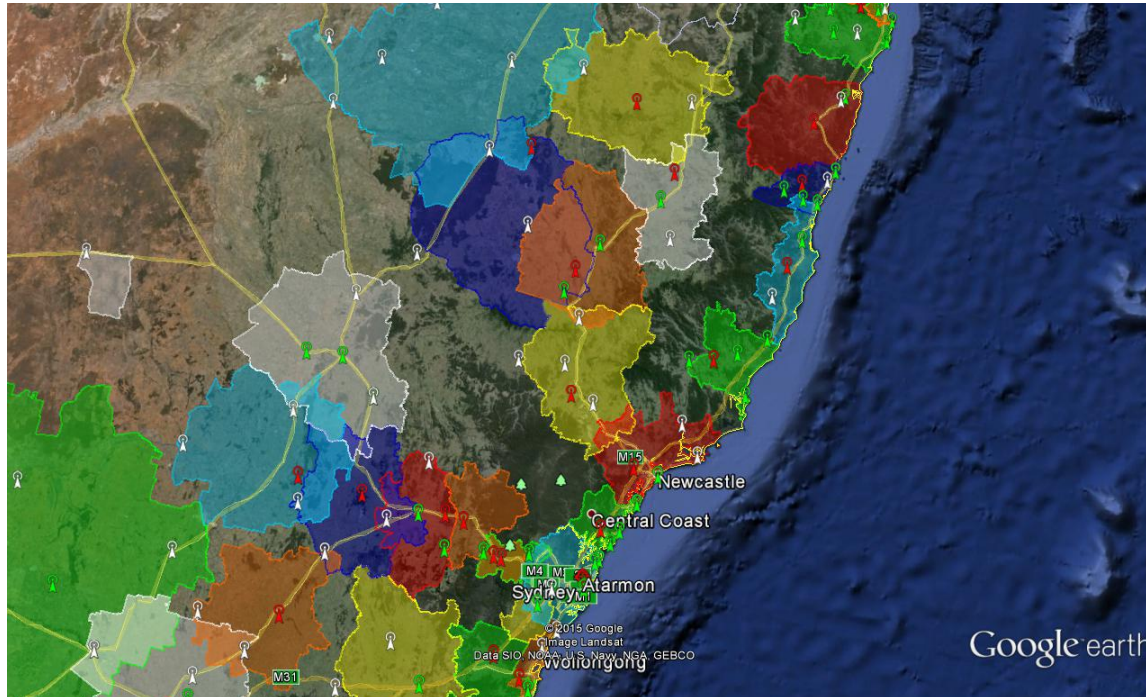 M15
Newcastle
Central Coast
M4
Atarmon
Sydney
M1
© 2015 Google
Image Landsat
Data SIO, NOAA, U.S. Navy, NGA, GEBCO
Wollongong
M31
Google earth